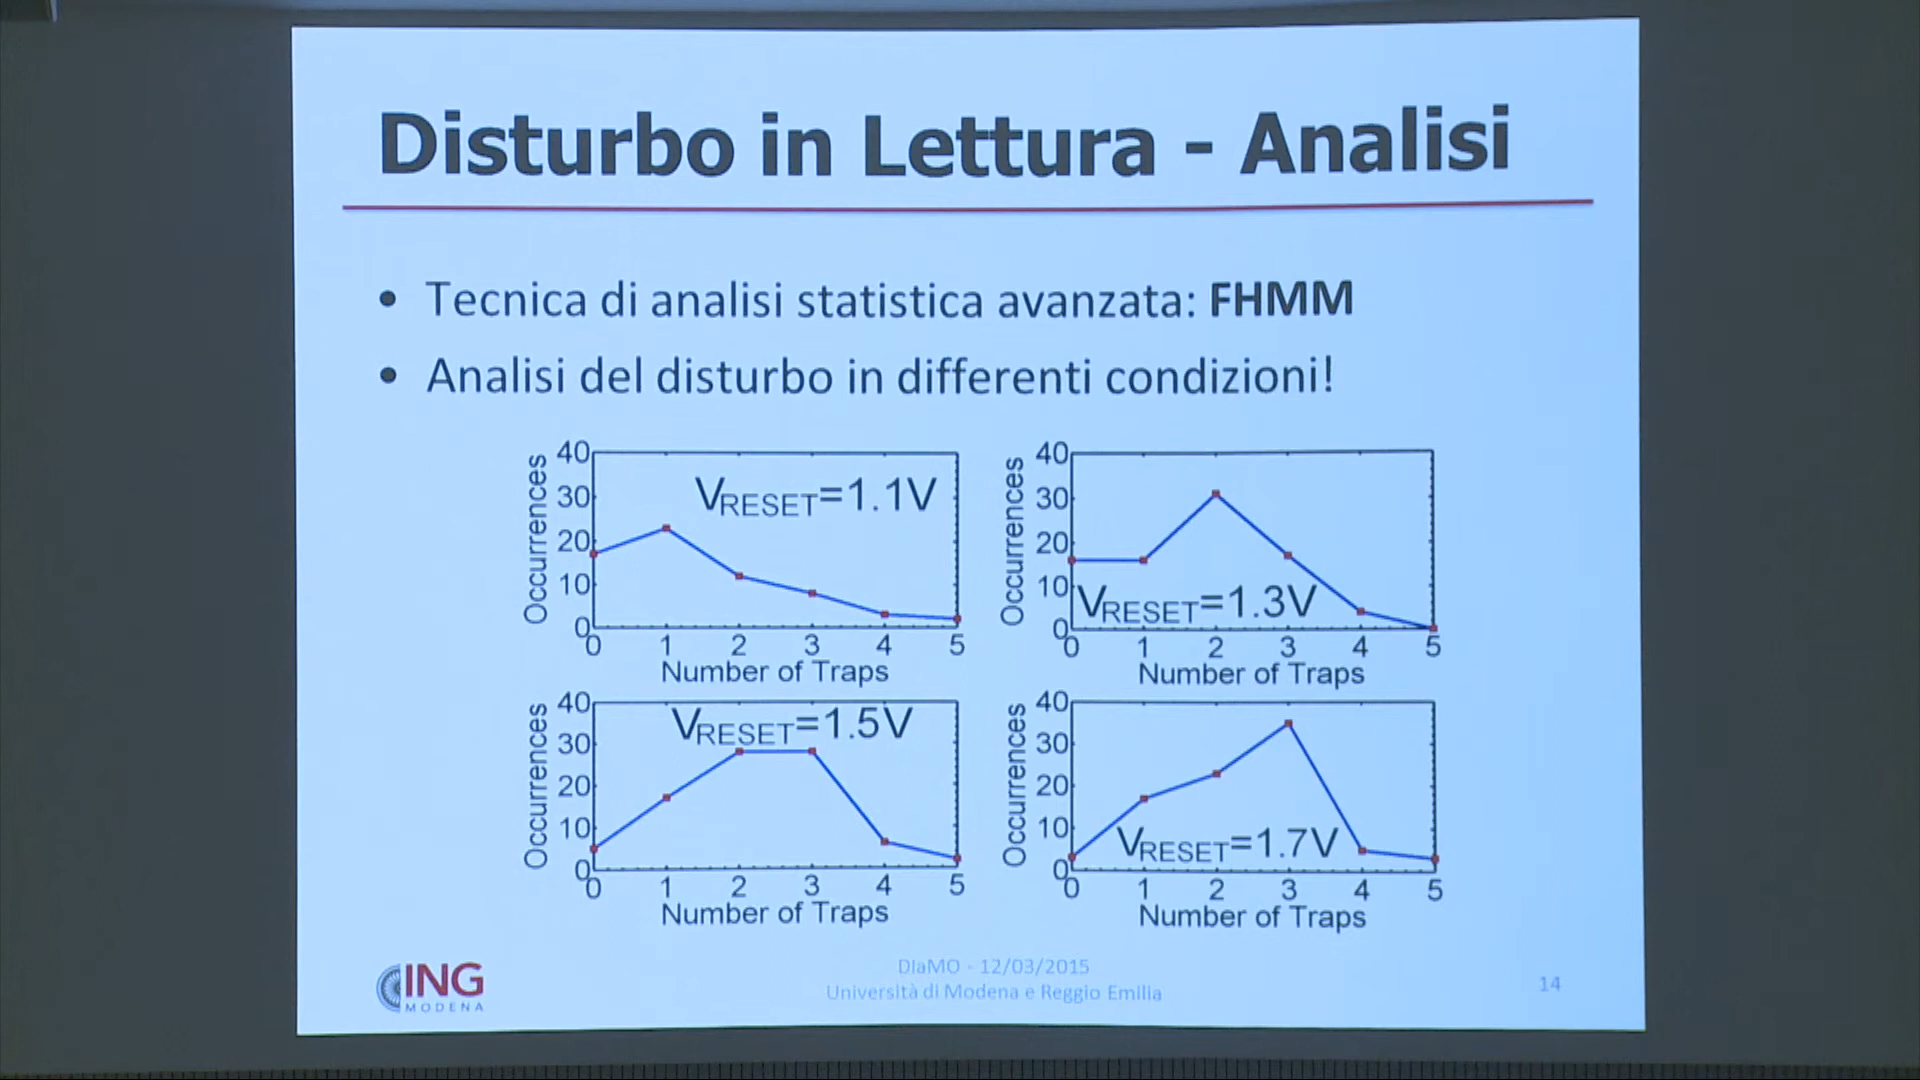 Disturbo in Lettura - Analisi
• Tecnica di analisi statistica avanzata: FHMM
• Analisi del disturbo in differenti condizioni!
Occurrences
40
30
20
10
0
VRESET=1.1V
0 1 2 3 4 5
Number of Traps
Occurrences
40
30
20
10
0
VRESET=1.3V
0 1 2 3 4 5
Number of Traps
Occurrences
40
30
20
10
0
VRESET=1.5V
0 1 2 3 4 5
Number of Traps
Occurrences
40
30
20
10
0
VRESET=1.7V
0 1 2 3 4 5
Number of Traps
ING
MODENA
DIaMO - 12/03/2015
Università di Modena e Reggio Emilia
14